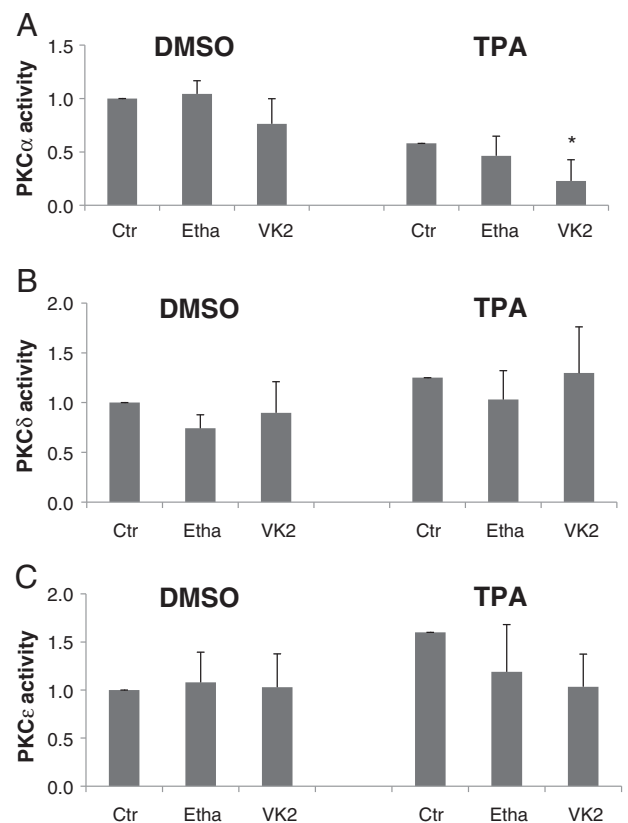 A
DMSO TPA
PKCα activity
1.5
1.0
0.5
0.0
*
Ctr Etha VK2 Ctr Etha VK2
B
DMSO TPA
PKCδ activity
2.0
1.5
1.0
0.5
0.0
Ctr Etha VK2 Ctr Etha VK2
C
DMSO TPA
PKCε activity
2.0
1.5
1.0
0.5
0.0
Ctr Etha VK2 Ctr Etha VK2